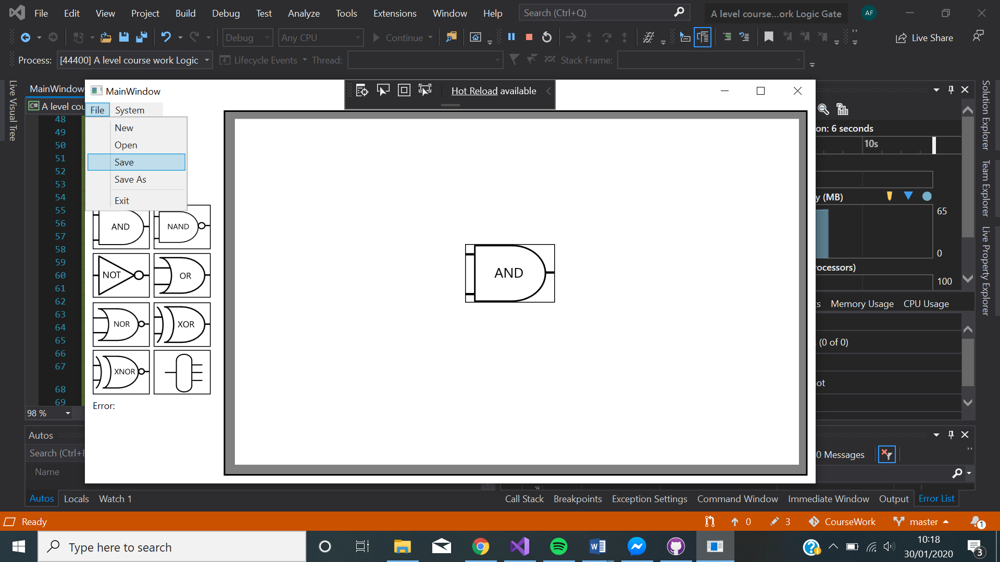 File Edit View Project Build Debug Test Analyze Tools Extensions Window Help Search (Ctrl+Q) A level course...ork Logic Gate AF
Debug Any CPU Continue Live Share
Process: [44400] A level course work Logic Lifecycle Events Thread: Stack Frame:
Live Visual Tree
MainWindow
C# A level cou
48
49
50
51
52
53
54
55
56
57
58
59
60
61
62
63
64
65
66
67
68
69
98 %
MainWindow
Hot Reload available
File System
New
Open
Save
Save As
Exit
AND NAND
NOT OR
NOR XOR
XNOR
Error:
AND
on: 6 seconds
10s
y (MB)
65
0
ocessors)
100
ts Memory Usage CPU Usage
(0 of 0)
ot
Solution Explorer
Team Explorer
Live Property Explorer
Autos
Search (Ctrl+E
Name
0 Messages
Autos Locals Watch 1
Call Stack Breakpoints Exception Settings Command Window Immediate Window Output Error List
Ready 0 3 CourseWork master 1
Type here to search
10:18
30/01/2020
3